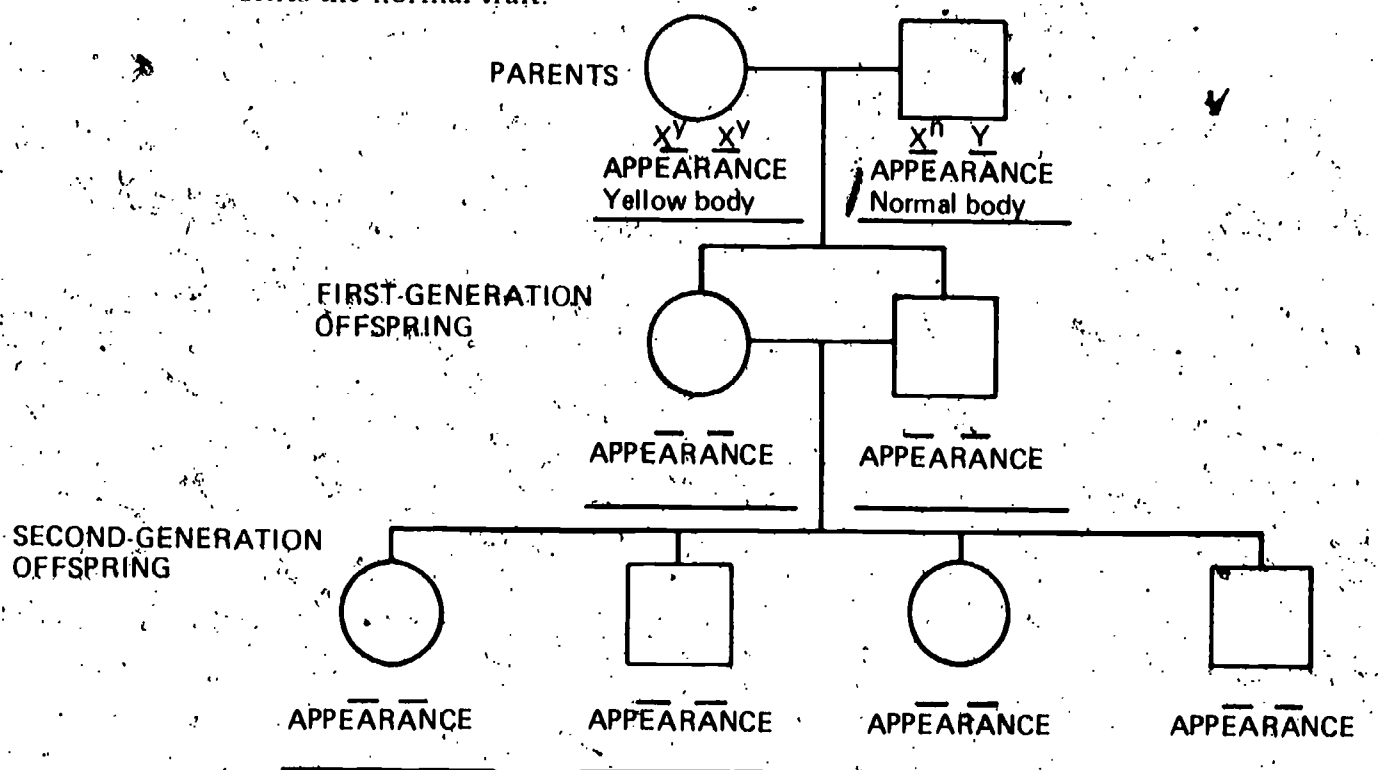 PARENTS
X^y X^y
APPEARANCE
Yellow body
X^n Y
APPEARANCE
Normal body
FIRST-GENERATION
OFFSPRING
APPEARANCE
APPEARANCE
SECOND-GENERATION
OFFSPRING
APPEARANCE
APPEARANCE
APPEARANCE
APPEARANCE